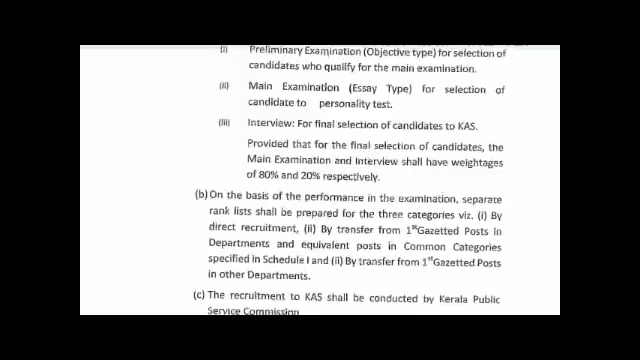 (i) Preliminary Examination (Objective type) for selection of
candidates who qualify for the main examination.
(ii) Main Examination (Essay Type) for selection of
candidate to personality test.
(iii) Interview: For final selection of candidates to KAS.
Provided that for the final selection of candidates, the
Main Examination and Interview shall have weightages
of 80% and 20% respectively.
(b) On the basis of the performance in the examination, separate
rank lists shall be prepared for the three categories viz. (i) By
direct recruitment, (ii) By transfer from 1st Gazetted Posts in
Departments and equivalent posts in Common Categories
specified in Schedule I and (ii) By transfer from 1st Gazetted Posts
in other Departments.
(c) The recruitment to KAS shall be conducted by Kerala Public
Service Commission